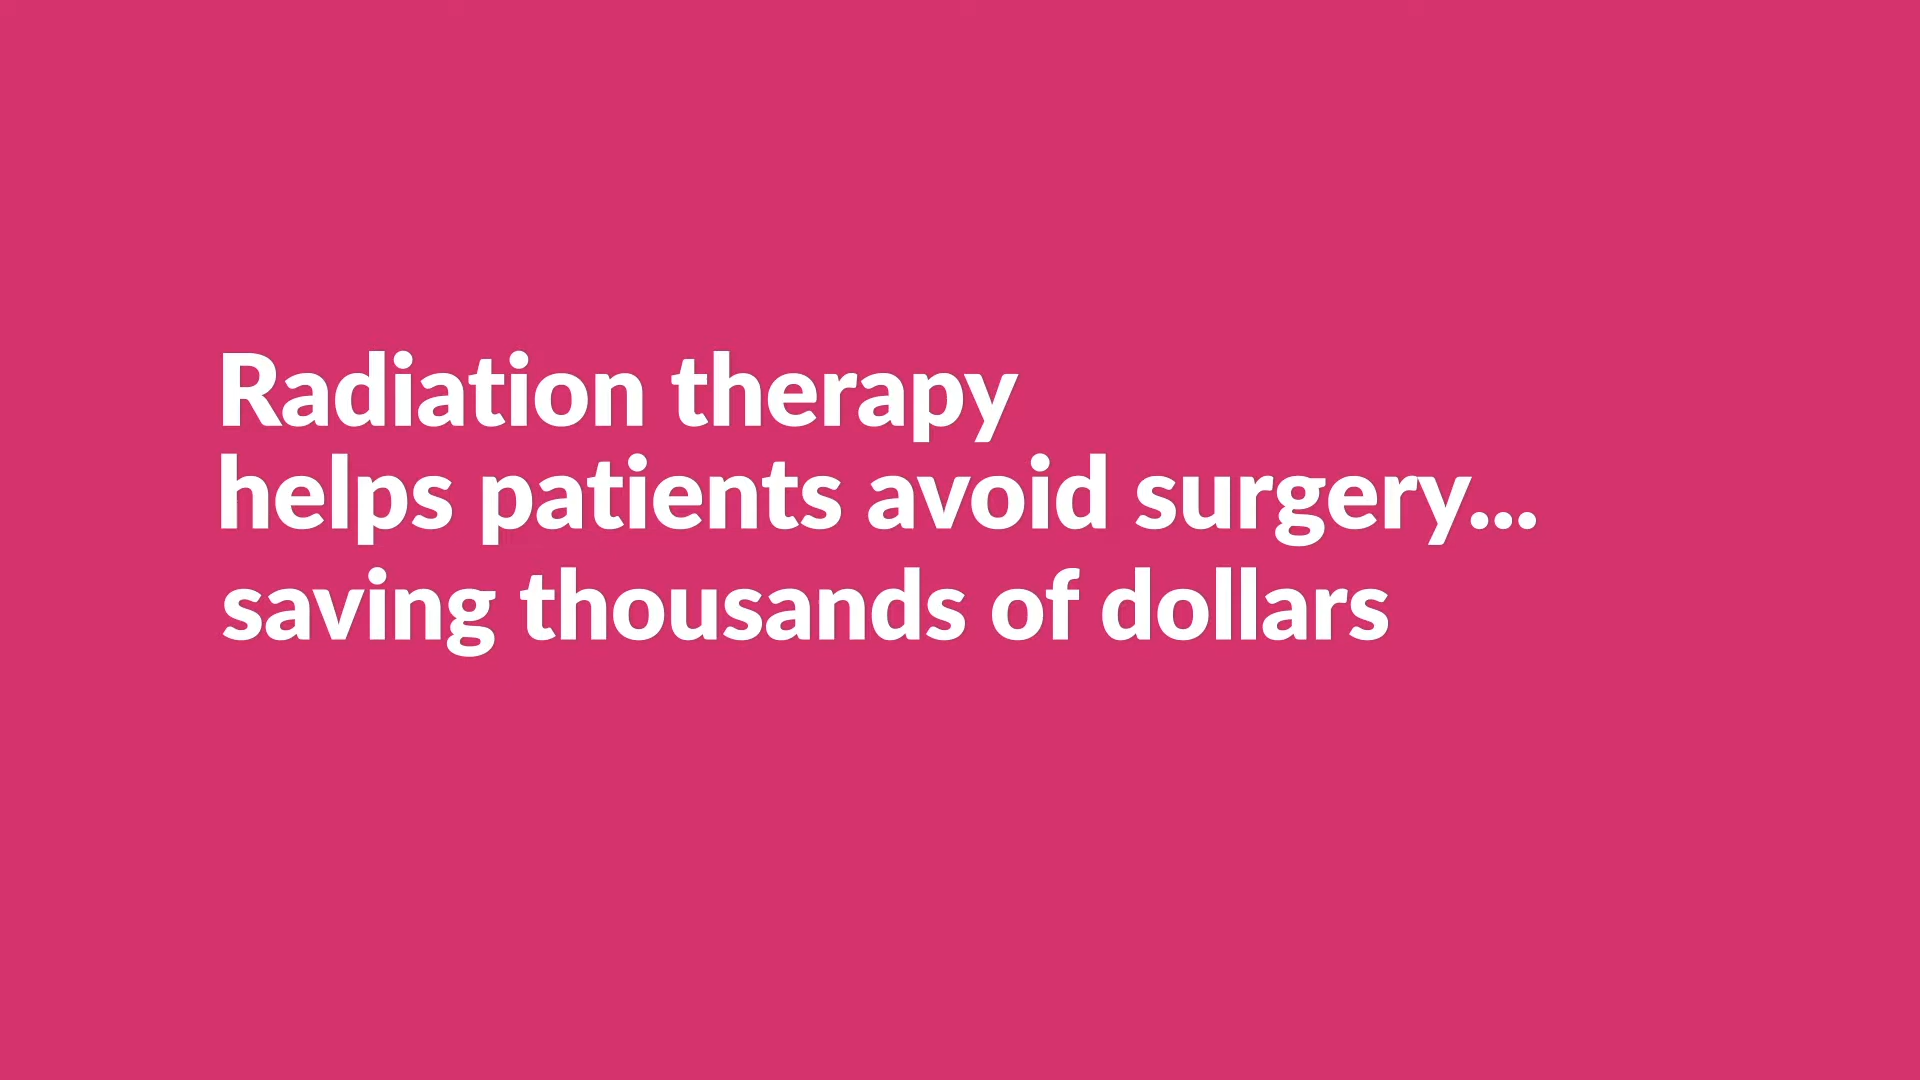 Radiation therapy
helps patients avoid surgery...
saving thousands of dollars